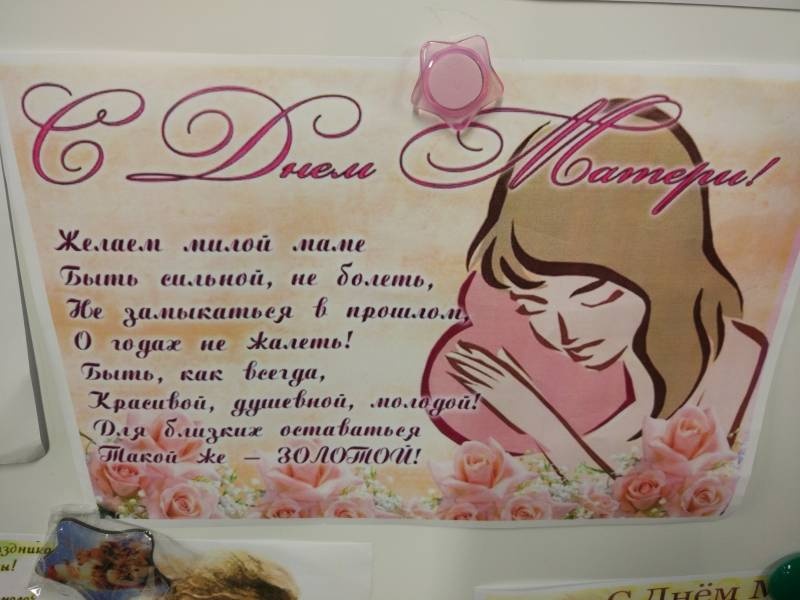 С Днем Матери!
Желаем милой маме
Быть сильной, не болеть,
Не замыкаться в прошлом,
О годах не жалеть!
Быть, как всегда,
Красивой, душевной, молодой!
Для близких оставаться
Такой же – ЗОЛОТОЙ!
С Днём